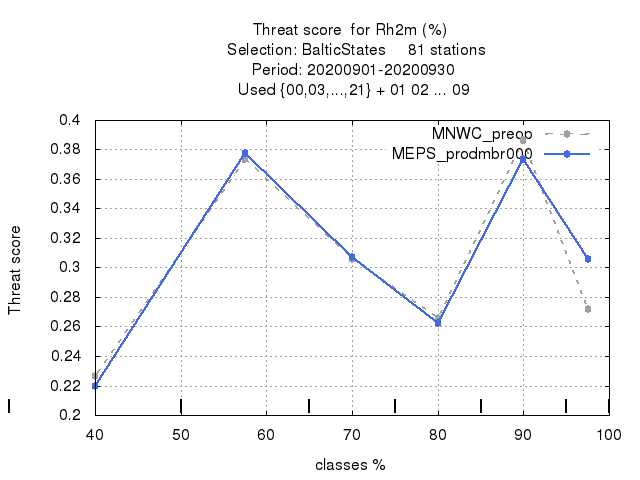 Threat score  for Rh2m (%)
Selection: BalticStates     81 stations
Period: 20200901-20200930
Used {00,03,...,21} + 01 02 ... 09
MNWC_preop
MEPS_prodmbr000
Threat score
0.4
0.38
0.36
0.34
0.32
0.3
0.28
0.26
0.24
0.22
0.2
40 50 60 70 80 90 100
classes %